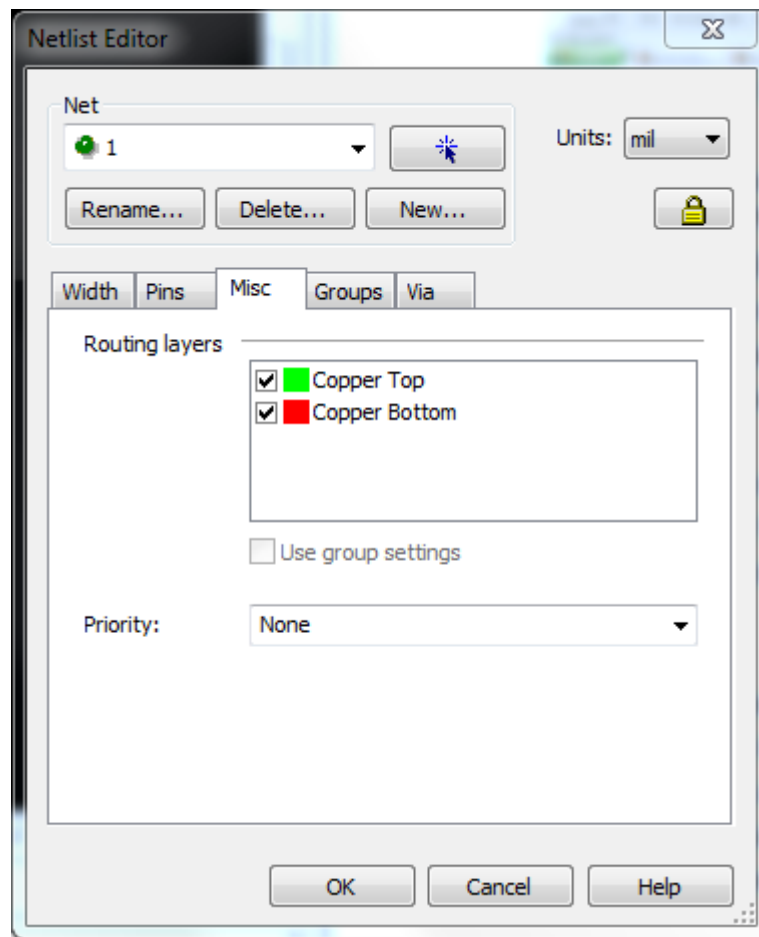 Netlist Editor
Net
1
Units: mil
Rename... Delete... New...
Width Pins Misc Groups Via
Routing layers
Copper Top
Copper Bottom
Use group settings
Priority: None
OK Cancel Help